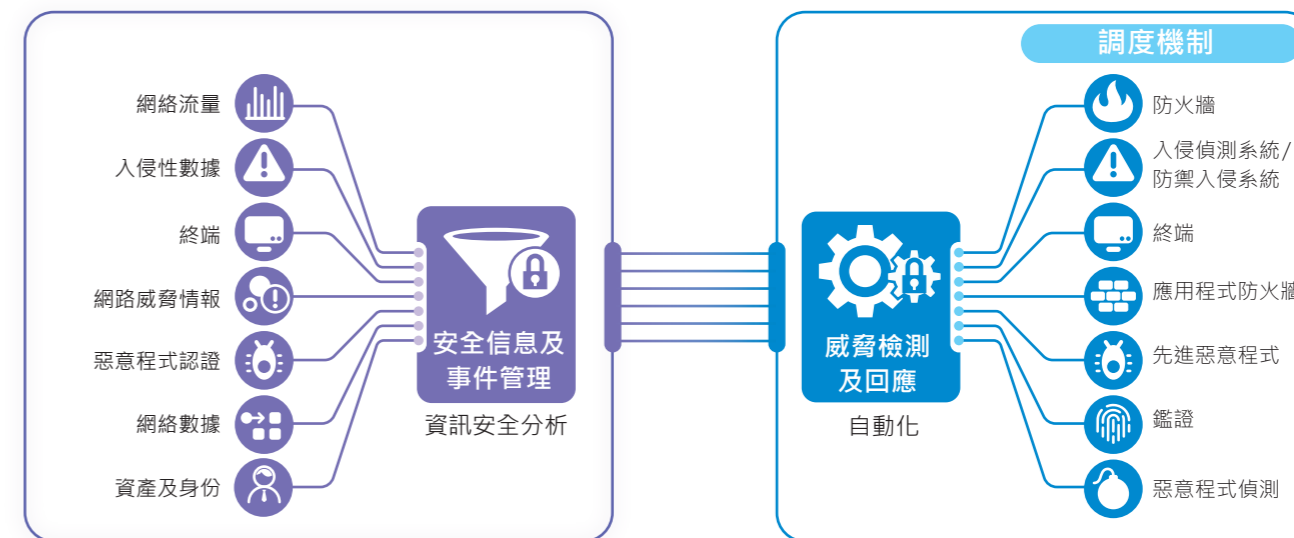 網絡流量
入侵性數據
終端
網路威脅情報
惡意程式認證
網絡數據
資產及身份
安全信息及
事件管理
資訊安全分析
威脅檢測
及回應
自動化
調度機制
防火牆
入侵偵測系統/
防禦入侵系統
終端
應用程式防火牆
先進惡意程式
鑑證
惡意程式偵測